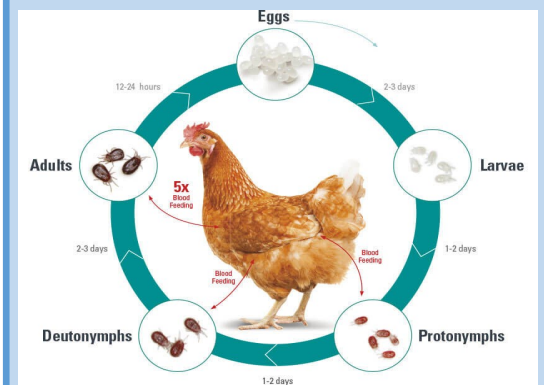 Eggs
12-24 hours
2-3 days
Adults
Larvae
5x
Blood
Feeding
2-3 days
1-2 days
Blood
Feeding
Blood
Feeding
Deutonymphs
Protonymphs
1-2 days